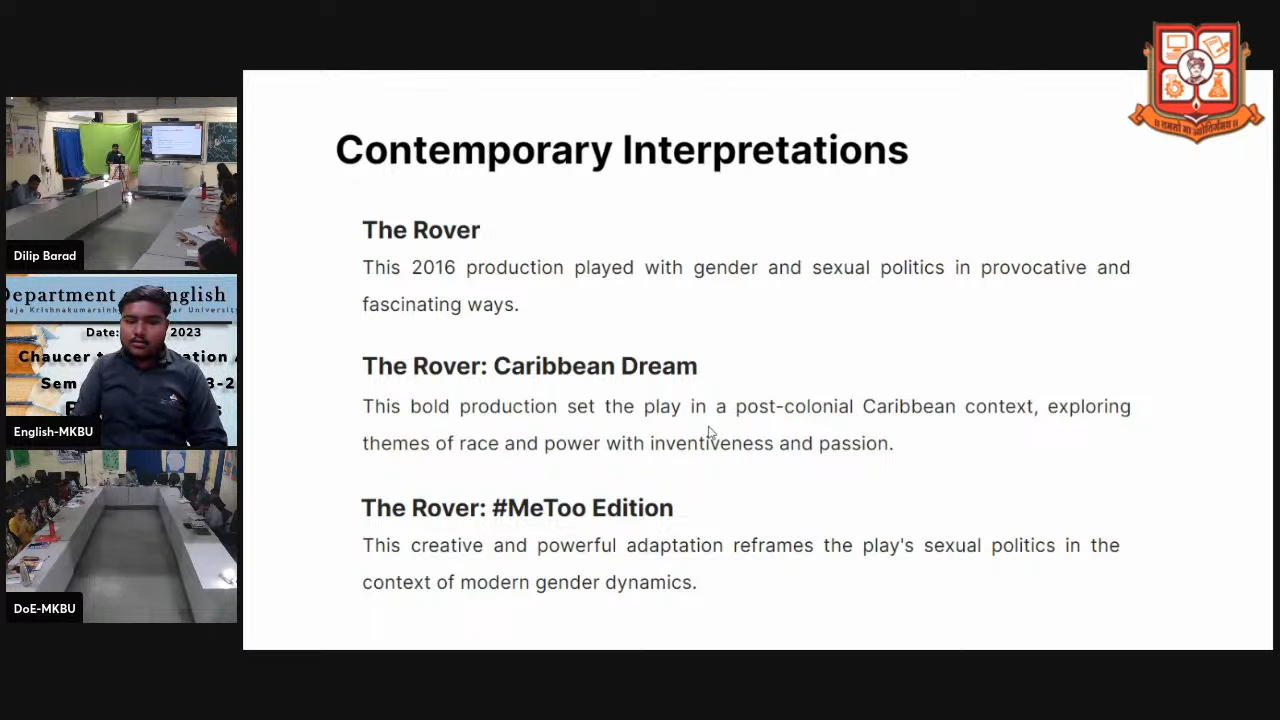 Contemporary Interpretations
The Rover
This 2016 production played with gender and sexual politics in provocative and
fascinating ways.
The Rover: Caribbean Dream
This bold production set the play in a post-colonial Caribbean context, exploring
themes of race and power with inventiveness and passion.
The Rover: #MeToo Edition
This creative and powerful adaptation reframes the play's sexual politics in the
context of modern gender dynamics.
॥ तमसो मा ज्योतिर्गमय ॥
Dilip Barad
Department English
Date: 2023
Chaucer
Sem
English-MKBU
DoE-MKBU